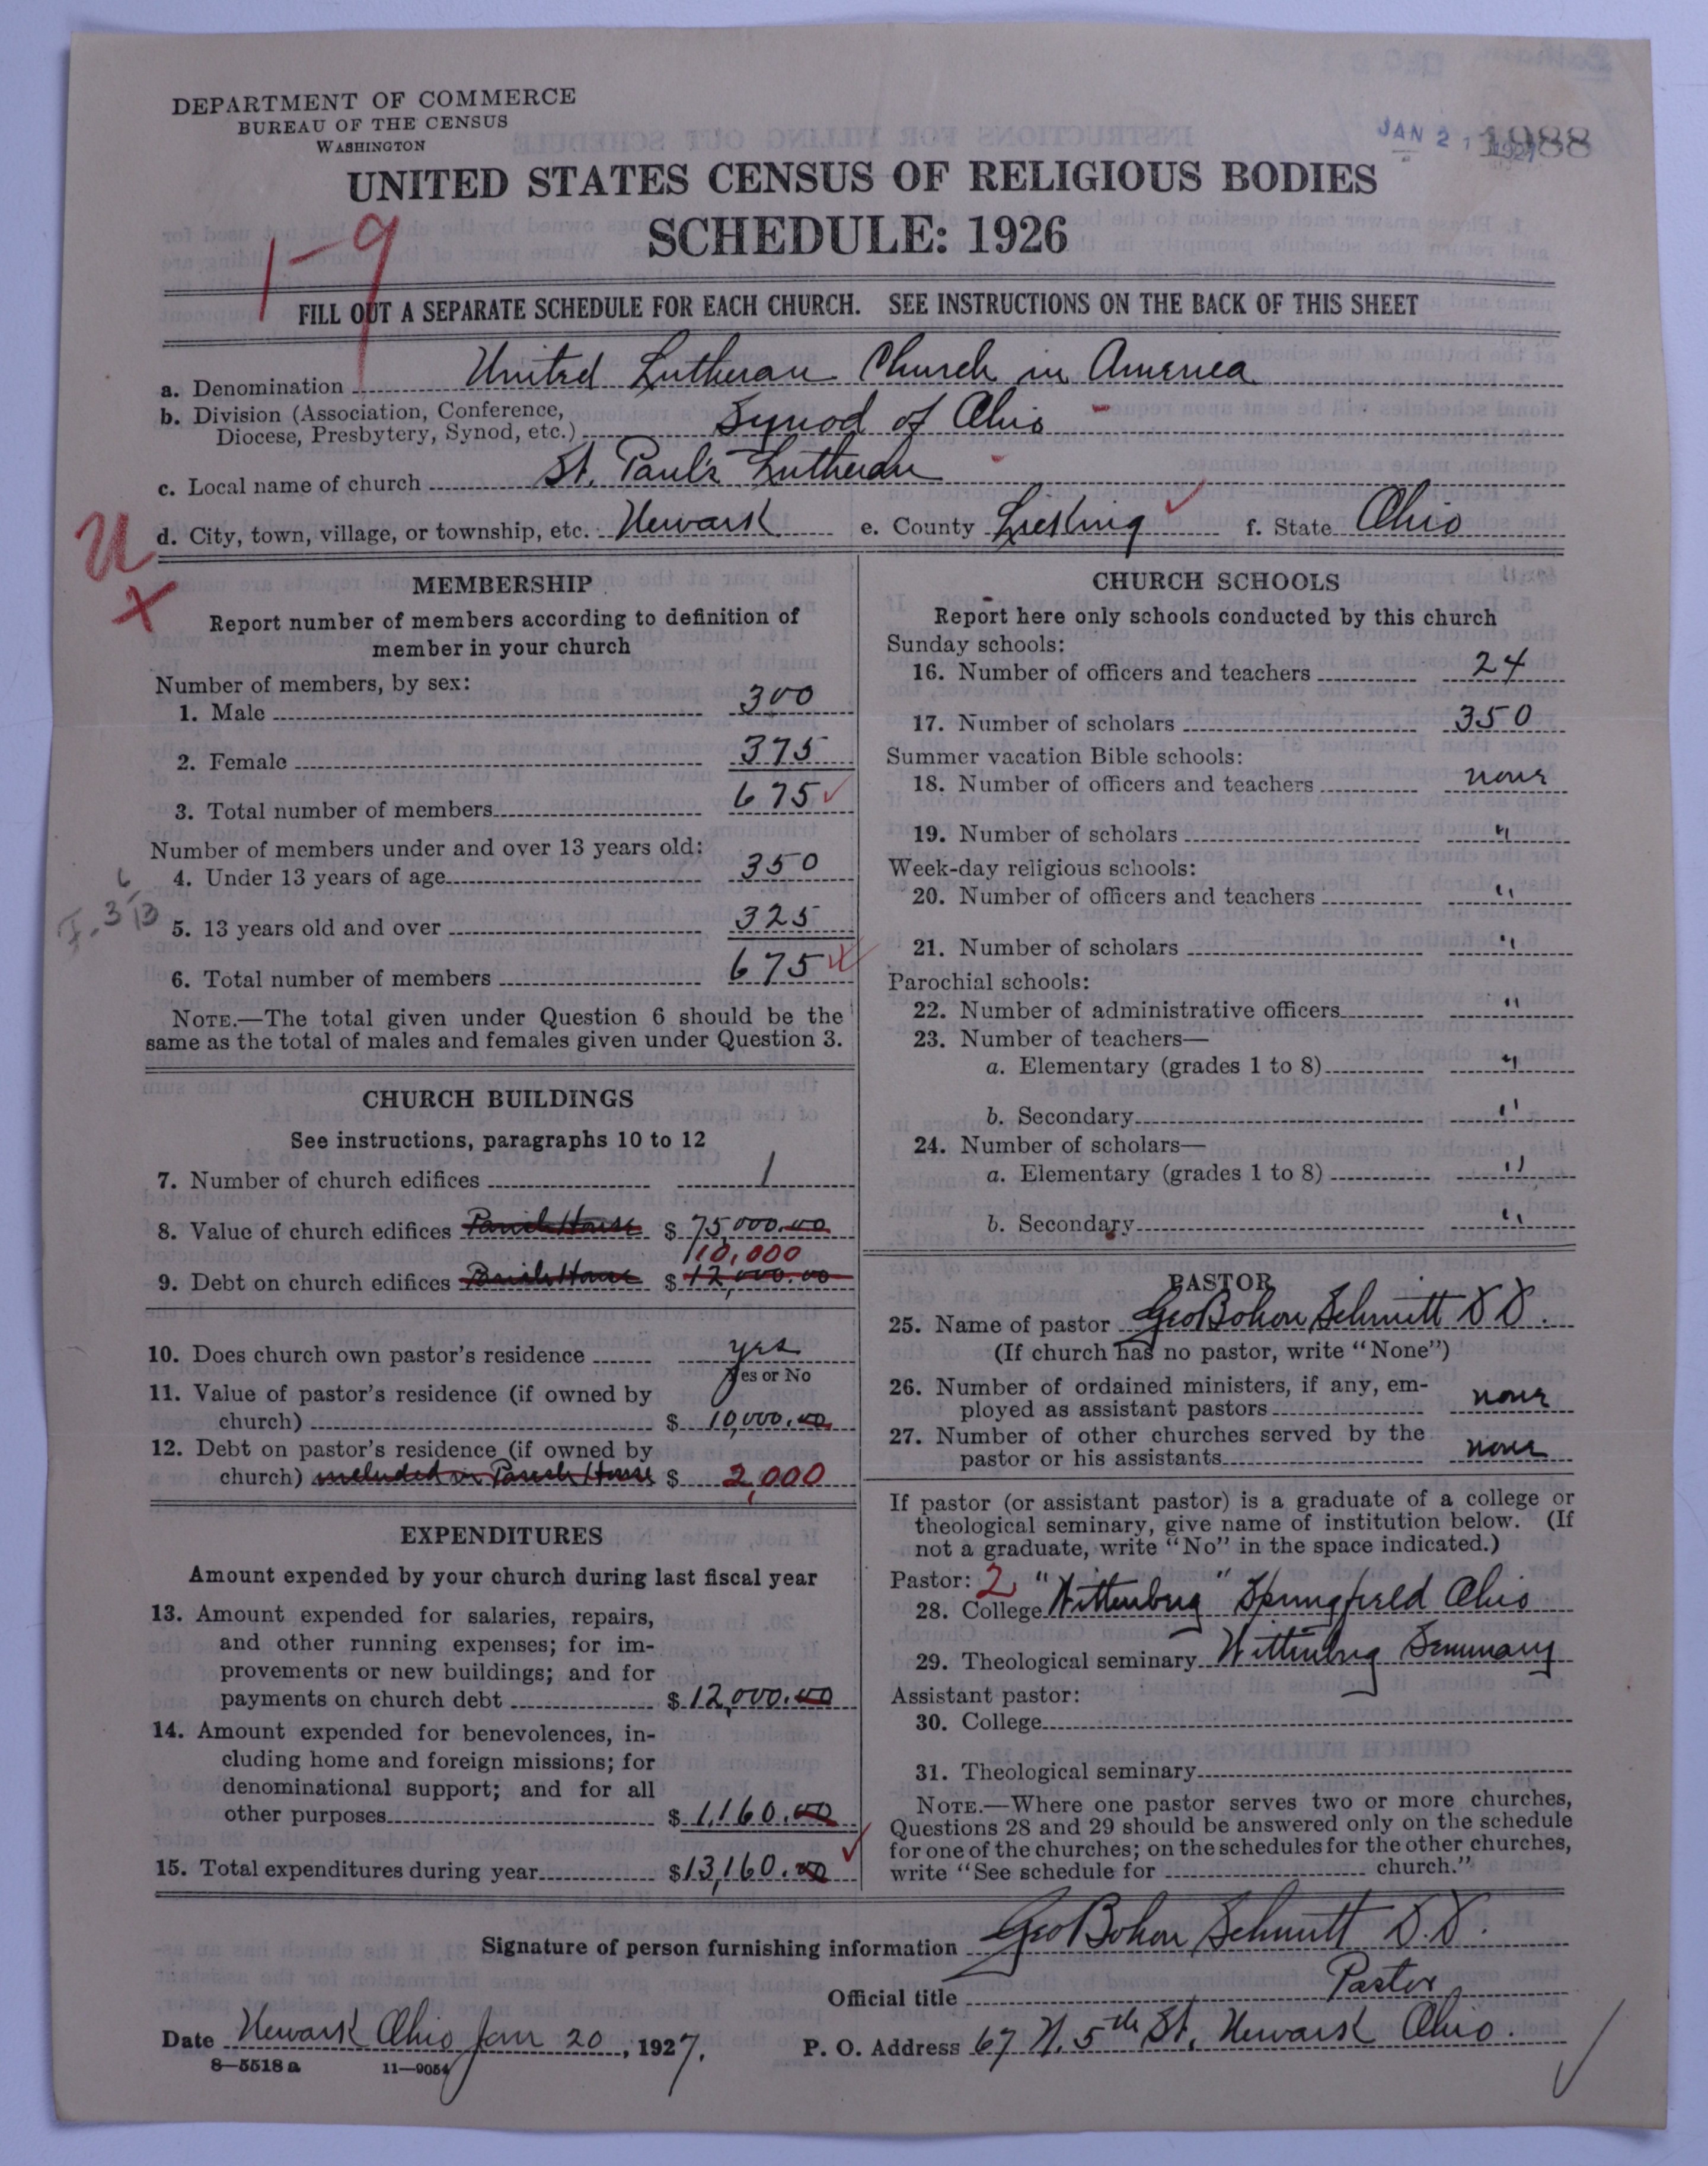 DEPARTMENT OF COMMERCE
BUREAU OF THE CENSUS
WASHINGTON
JAN 21 1927
1988
UNITED STATES CENSUS OF RELIGIOUS BODIES
SCHEDULE: 1926
1-9
FILL OUT A SEPARATE SCHEDULE FOR EACH CHURCH. SEE INSTRUCTIONS ON THE BACK OF THIS SHEET
a. Denomination United Lutheran Church in America
b. Division (Association, Conference,
Diocese, Presbytery, Synod, etc.) Synod of Ohio
c. Local name of church St. Paul's Lutheran
d. City, town, village, or township, etc. Newark e. County Licking f. State Ohio
U
X
MEMBERSHIP
Report number of members according to definition of
member in your church
Number of members, by sex:
1. Male 300
2. Female 375
3. Total number of members 675
Number of members under and over 13 years old:
4. Under 13 years of age 350
5. 13 years old and over 325
6. Total number of members 675
NOTE.—The total given under Question 6 should be the
same as the total of males and females given under Question 3.
CHURCH BUILDINGS
See instructions, paragraphs 10 to 12
7. Number of church edifices 1
8. Value of church edifices Parish House $ 75,000.00
10,000
9. Debt on church edifices Parish House $ 12,000.00
10. Does church own pastor's residence yes
Yes or No
11. Value of pastor's residence (if owned by
church) $ 10,000.00
12. Debt on pastor's residence (if owned by
church) included in Parish House $ 2,000
EXPENDITURES
Amount expended by your church during last fiscal year
13. Amount expended for salaries, repairs,
and other running expenses; for im-
provements or new buildings; and for
payments on church debt $ 12,000.00
14. Amount expended for benevolences, in-
cluding home and foreign missions; for
denominational support; and for all
other purposes $ 1,160.00
15. Total expenditures during year $ 13,160.00
CHURCH SCHOOLS
Report here only schools conducted by this church
Sunday schools:
16. Number of officers and teachers 24
17. Number of scholars 350
Summer vacation Bible schools:
18. Number of officers and teachers none
19. Number of scholars "
Week-day religious schools:
20. Number of officers and teachers "
21. Number of scholars "
Parochial schools:
22. Number of administrative officers "
23. Number of teachers—
a. Elementary (grades 1 to 8) "
b. Secondary "
24. Number of scholars—
a. Elementary (grades 1 to 8) "
b. Secondary "
PASTOR
25. Name of pastor Geo Bohon Schmitt D D.
(If church has no pastor, write "None")
26. Number of ordained ministers, if any, em-
ployed as assistant pastors none
27. Number of other churches served by the
pastor or his assistants none
If pastor (or assistant pastor) is a graduate of a college or
theological seminary, give name of institution below. (If
not a graduate, write "No" in the space indicated.)
Pastor: 2
28. College "Wittenberg" Springfield Ohio
29. Theological seminary Wittenberg Seminary
Assistant pastor:
30. College
31. Theological seminary
NOTE.—Where one pastor serves two or more churches,
Questions 28 and 29 should be answered only on the schedule
for one of the churches; on the schedules for the other churches,
write "See schedule for church."
Signature of person furnishing information Geo Bohon Schmitt D.D.
Official title Pastor
Date Newark Ohio Jan 20, 1927. P. O. Address 67 N. 5th St, Newark Ohio.
8—5518a 11—9054